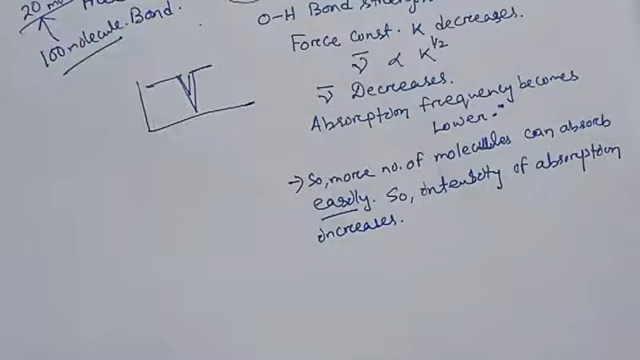 20
100 molecule. Bond.
O-H Bond
Force const. K decreases.
ν̄ ∝ K^1/2
ν̄ Decreases.
Absorption frequency becomes
Lower.
→ So, more no. of molecules can absorb
easily. So, intensity of absorption
increases.